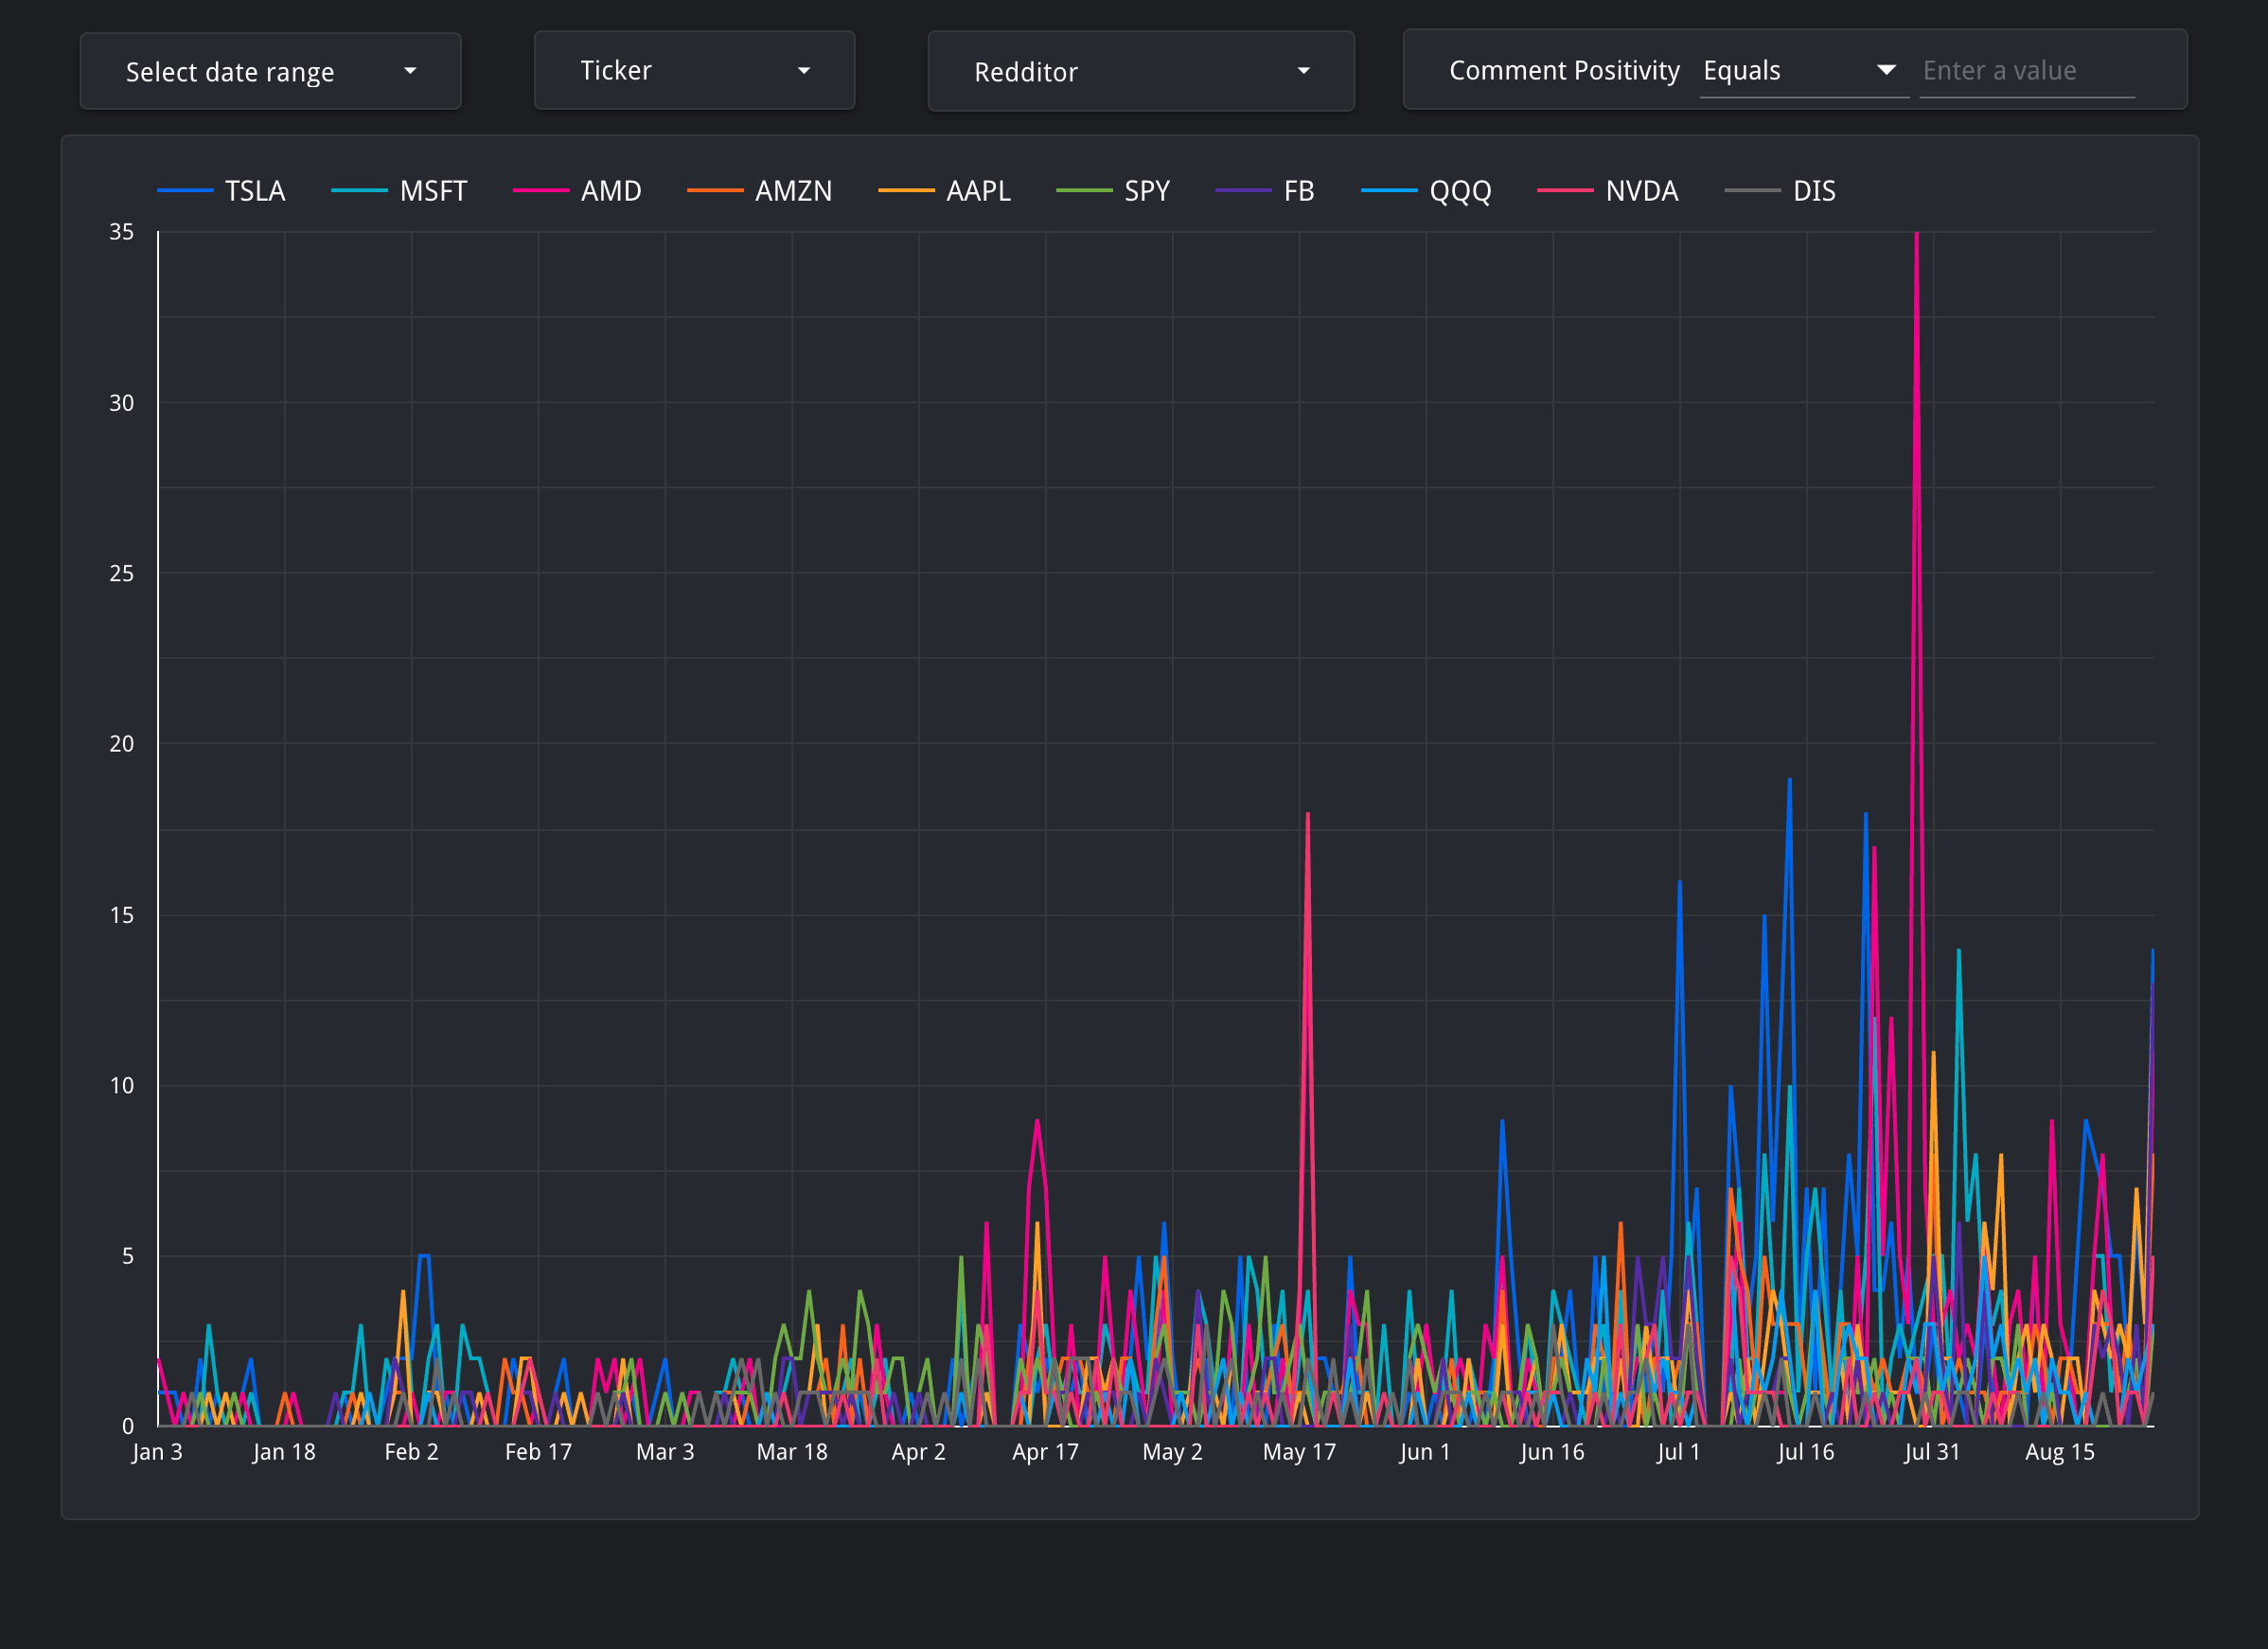 Select date range
Ticker
Redditor
Comment Positivity Equals Enter a value
TSLA MSFT AMD AMZN AAPL SPY FB QQQ NVDA DIS
35
30
25
20
15
10
5
0
Jan 3 Jan 18 Feb 2 Feb 17 Mar 3 Mar 18 Apr 2 Apr 17 May 2 May 17 Jun 1 Jun 16 Jul 1 Jul 16 Jul 31 Aug 15